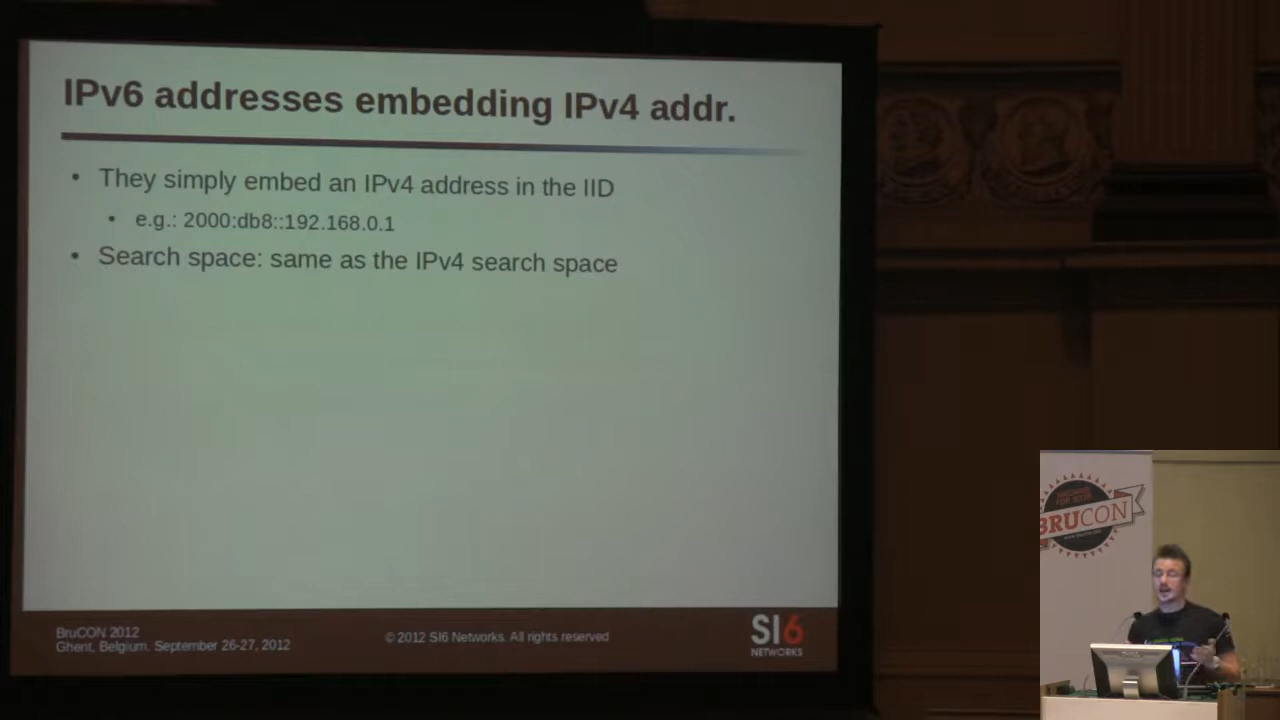 IPv6 addresses embedding IPv4 addr.
• They simply embed an IPv4 address in the IID
• e.g.: 2000:db8::192.168.0.1
• Search space: same as the IPv4 search space
BruCON 2012
Ghent, Belgium. September 26-27, 2012
© 2012 SI6 Networks. All rights reserved
SI6
NETWORKS
BRUCON